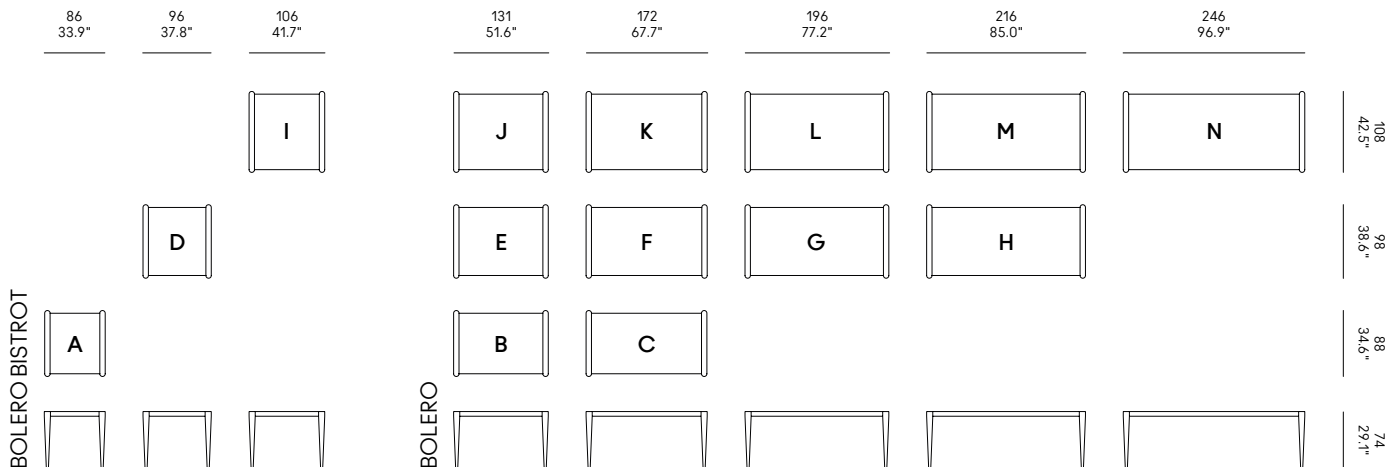 86 96 106 131 172 196 216 246
33.9" 37.8" 41.7" 51.6" 67.7" 77.2" 85.0" 96.9"
I J K L M N
108
42.5"
D E F G H
98
38.6"
A B C
88
34.6"
BOLERO BISTROT
BOLERO
74
29.1"